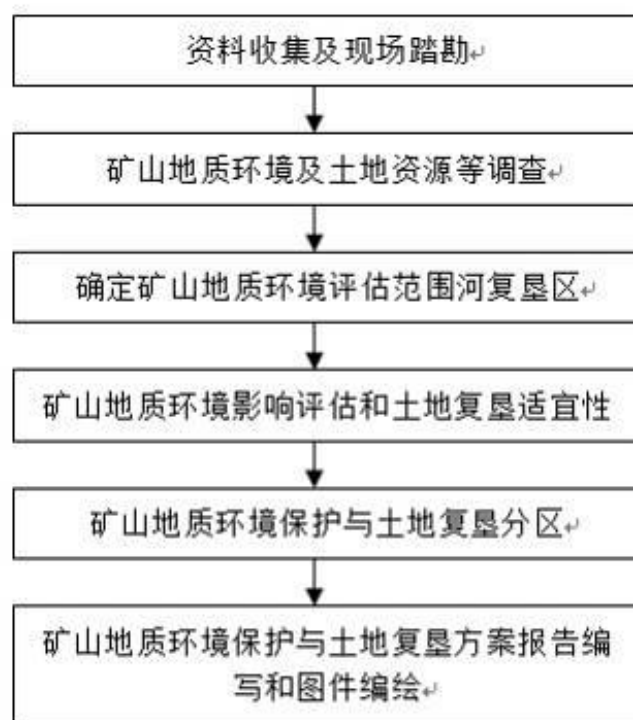 资料收集及现场踏勘
矿山地质环境及土地资源等调查
确定矿山地质环境评估范围河复垦区
矿山地质环境影响评估和土地复垦适宜性
矿山地质环境保护与土地复垦分区
矿山地质环境保护与土地复垦方案报告编
写和图件编绘